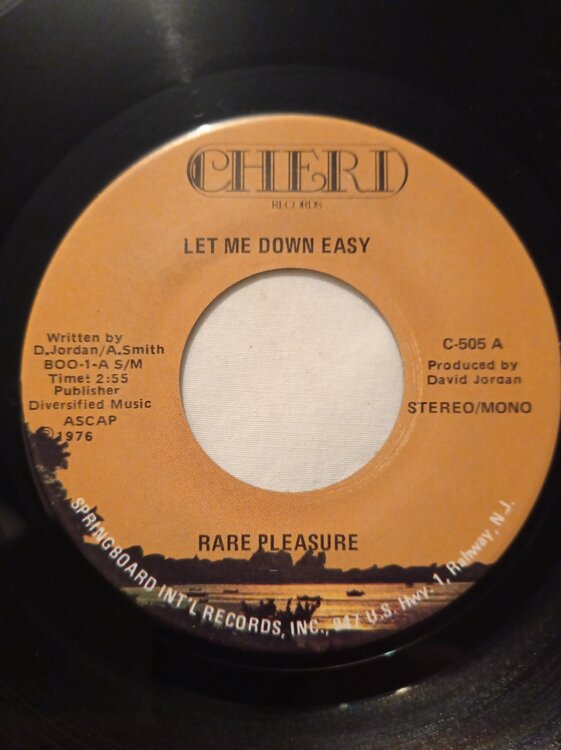 CHERI
RECORDS
LET ME DOWN EASY
Written by
D.Jordan/A.Smith
BOO-1-A S/M
Time: 2:55
Publisher
Diversified Music
ASCAP
℗1976
C-505 A
Produced by
David Jordan
STEREO/MONO
RARE PLEASURE
SPRINGBOARD INT'L RECORDS, INC., 947 U.S. Hwy. 1, Rahway, N.J.